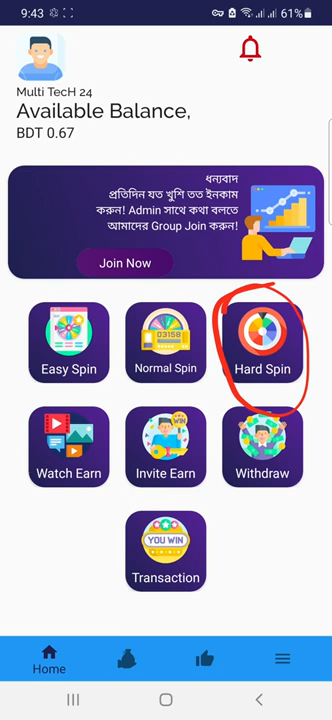 9:43
61%
Multi TecH 24
Available Balance,
BDT 0.67
ধন্যবাদ
প্রতিদিন যত খুশি তত ইনকাম
করুন! Admin সাথে কথা বলতে
আমাদের Group Join করুন!
Join Now
Easy Spin
03158
Normal Spin
Hard Spin
Watch Earn
WIN
Invite Earn
Withdraw
YOU WIN
Transaction
Home